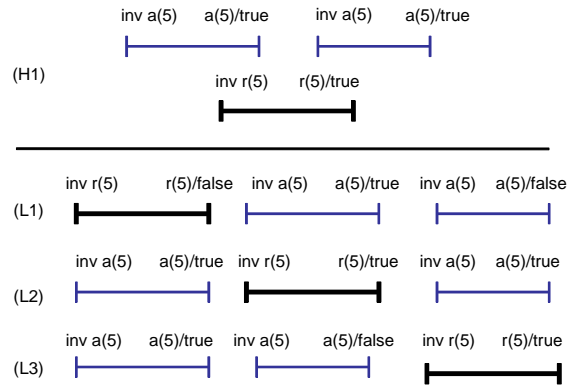 inv a(5) a(5)/true inv a(5) a(5)/true
(H1)
inv r(5) r(5)/true
inv r(5) r(5)/false inv a(5) a(5)/true inv a(5) a(5)/false
(L1)
inv a(5) a(5)/true inv r(5) r(5)/true inv a(5) a(5)/true
(L2)
inv a(5) a(5)/true inv a(5) a(5)/false inv r(5) r(5)/true
(L3)